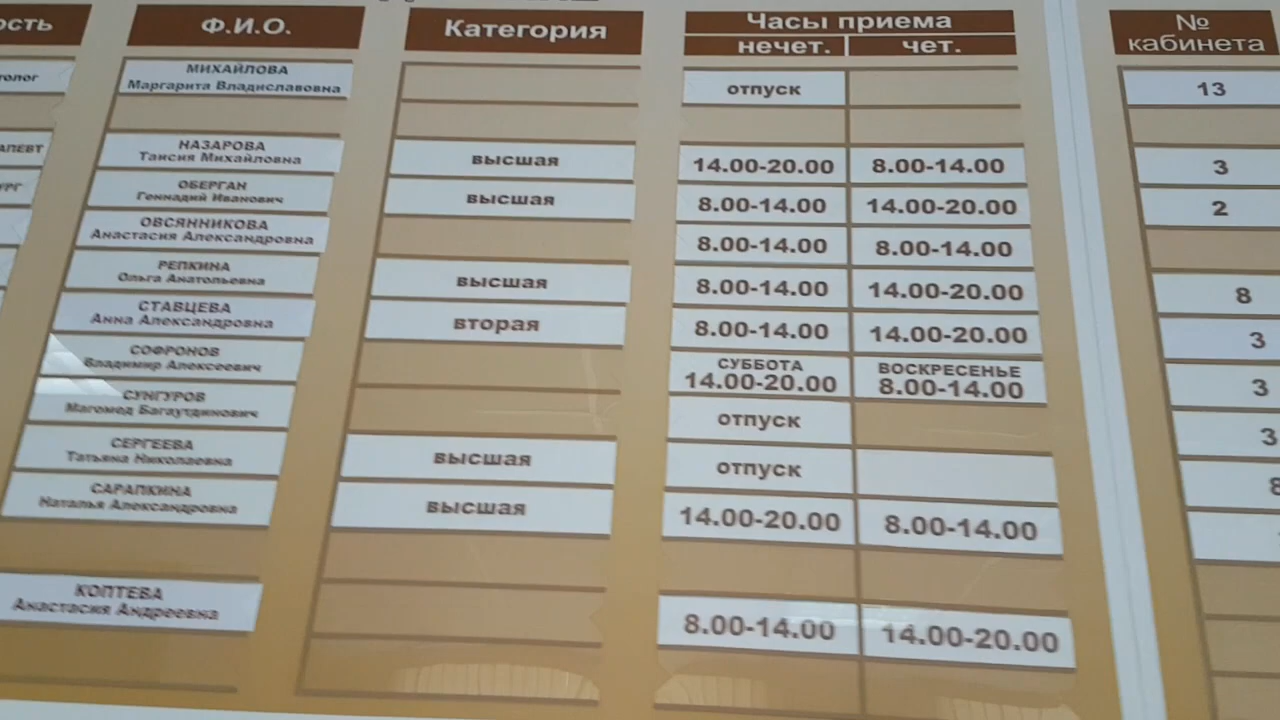 ость Ф.И.О. Категория Часы приема №
нечет. чет. кабинета
толог МИХАЙЛОВА
Маргарита Владиславовна отпуск 13
АПЕВТ НАЗАРОВА
Таисия Михайловна высшая 14.00-20.00 8.00-14.00 3
УРГ ОБЕРГАН
Геннадий Иванович высшая 8.00-14.00 14.00-20.00 2
ОВСЯННИКОВА
Анастасия Александровна 8.00-14.00 8.00-14.00
РЕПКИНА
Ольга Анатольевна высшая 8.00-14.00 14.00-20.00 8
СТАВЦЕВА
Анна Александровна вторая 8.00-14.00 14.00-20.00 3
СОФРОНОВ СУББОТА ВОСКРЕСЕНЬЕ
Владимир Алексеевич 14.00-20.00 8.00-14.00 3
СУНГУРОВ
Магомед Багаутдинович отпуск 3
СЕРГЕЕВА
Татьяна Николаевна высшая отпуск 8
САРАПКИНА
Наталья Александровна высшая 14.00-20.00 8.00-14.00
КОПТЕВА
Анастасия Андреевна 8.00-14.00 14.00-20.00